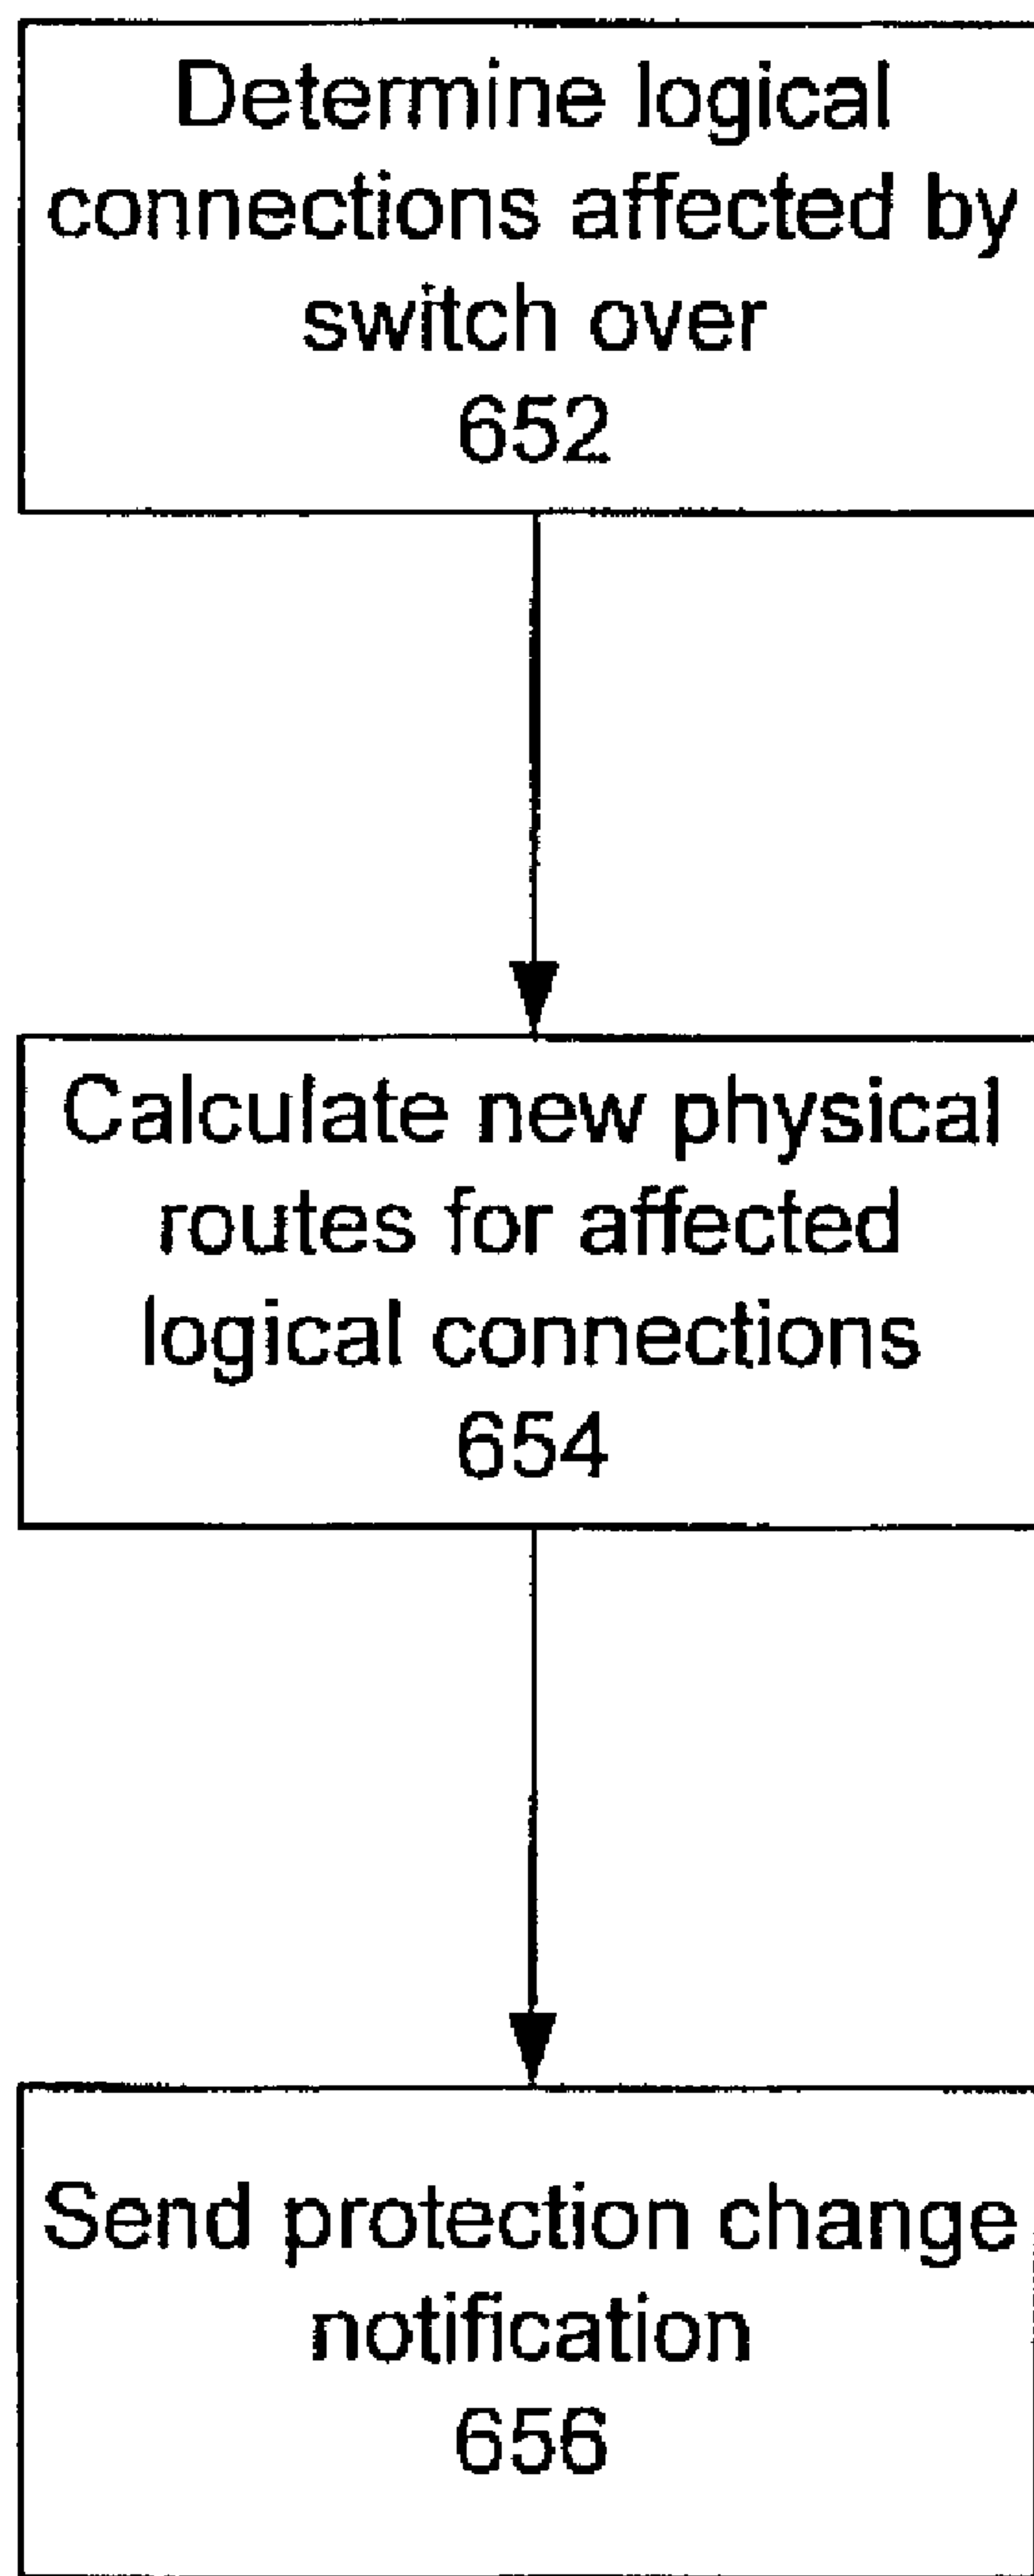 Determine logical
connections affected by
switch over
652
Calculate new physical
routes for affected
logical connections
654
Send protection change
notification
656